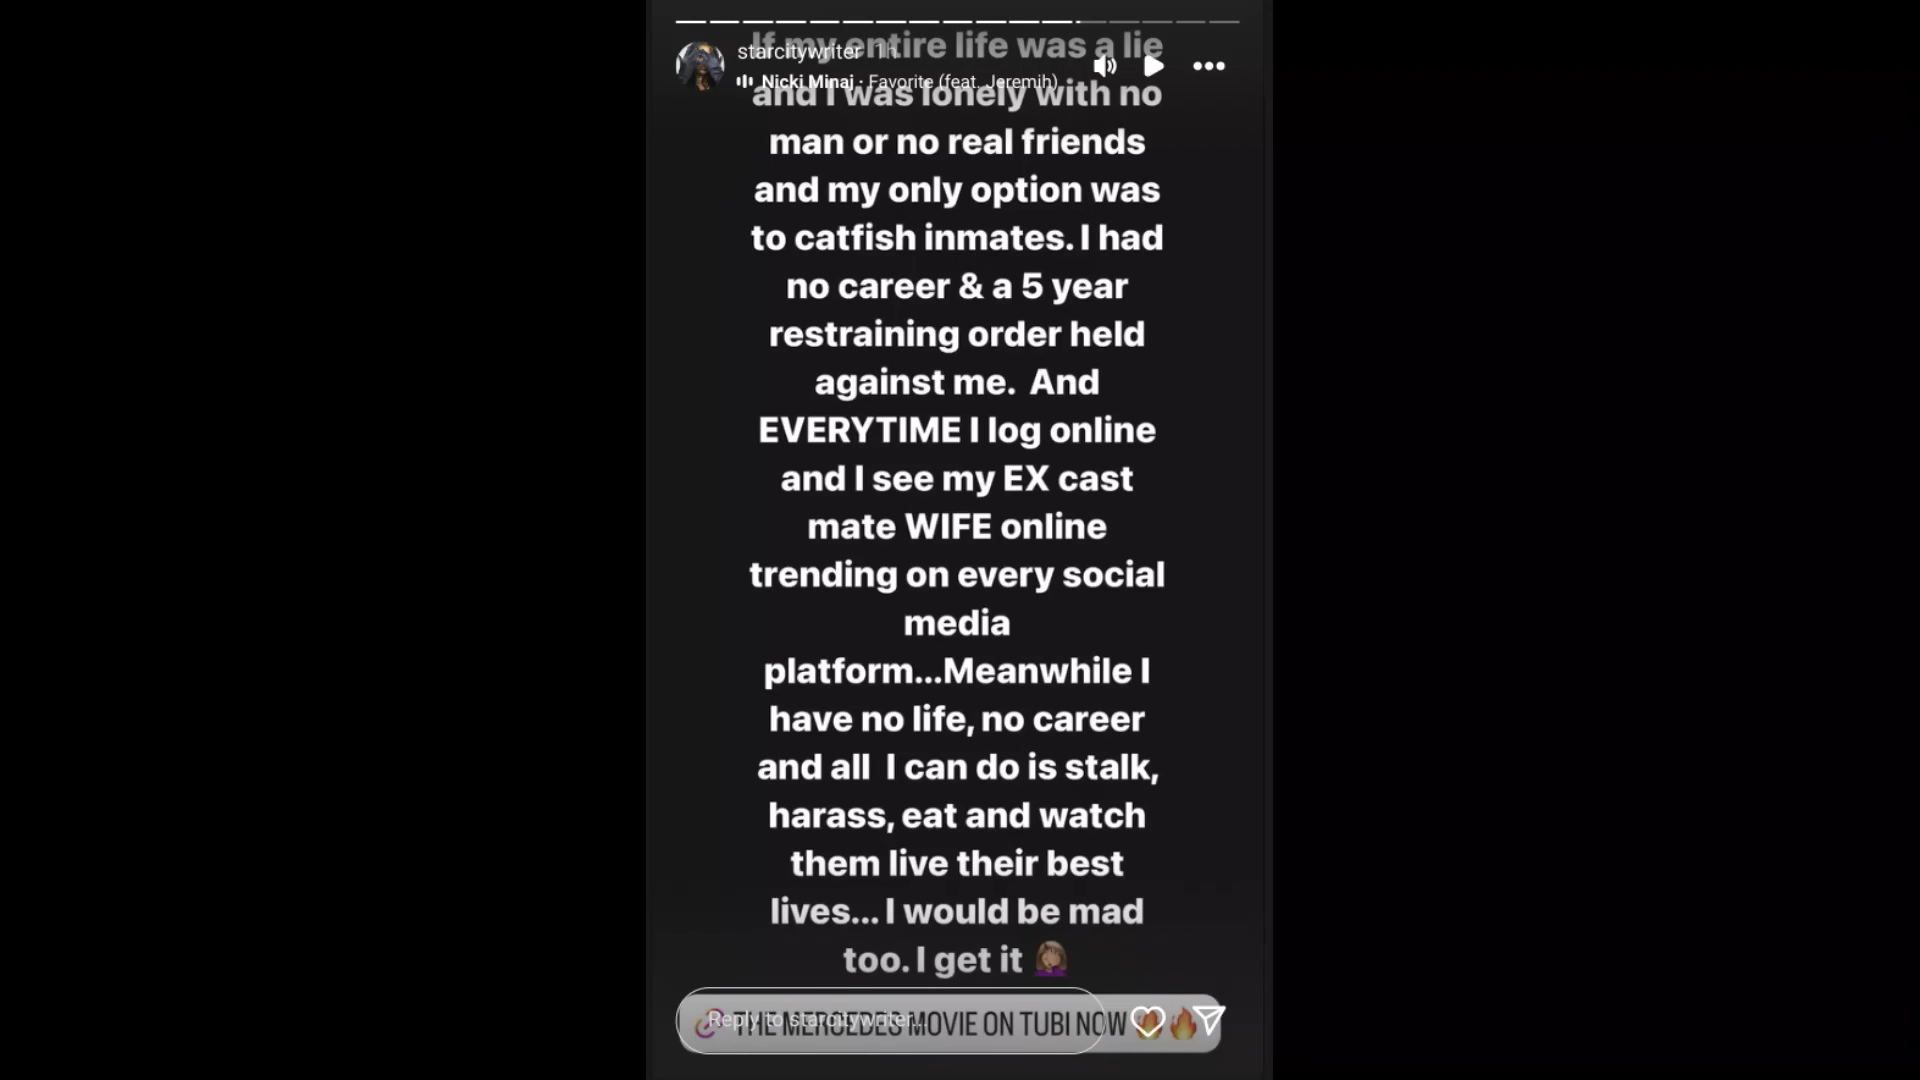 If my entire life was a lie
starcitywriter 1h
Nicki Minaj · Favorite (feat. Jeremih)
and I was lonely with no
man or no real friends
and my only option was
to catfish inmates. I had
no career & a 5 year
restraining order held
against me.  And
EVERYTIME I log online
and I see my EX cast
mate WIFE online
trending on every social
media
platform...Meanwhile I
have no life, no career
and all  I can do is stalk,
harass, eat and watch
them live their best
lives... I would be mad
too. I get it 🤦🏽‍♀️
Reply to starcitywriter...
THE MERCEDES MOVIE ON TUBI NOW 🔥🔥